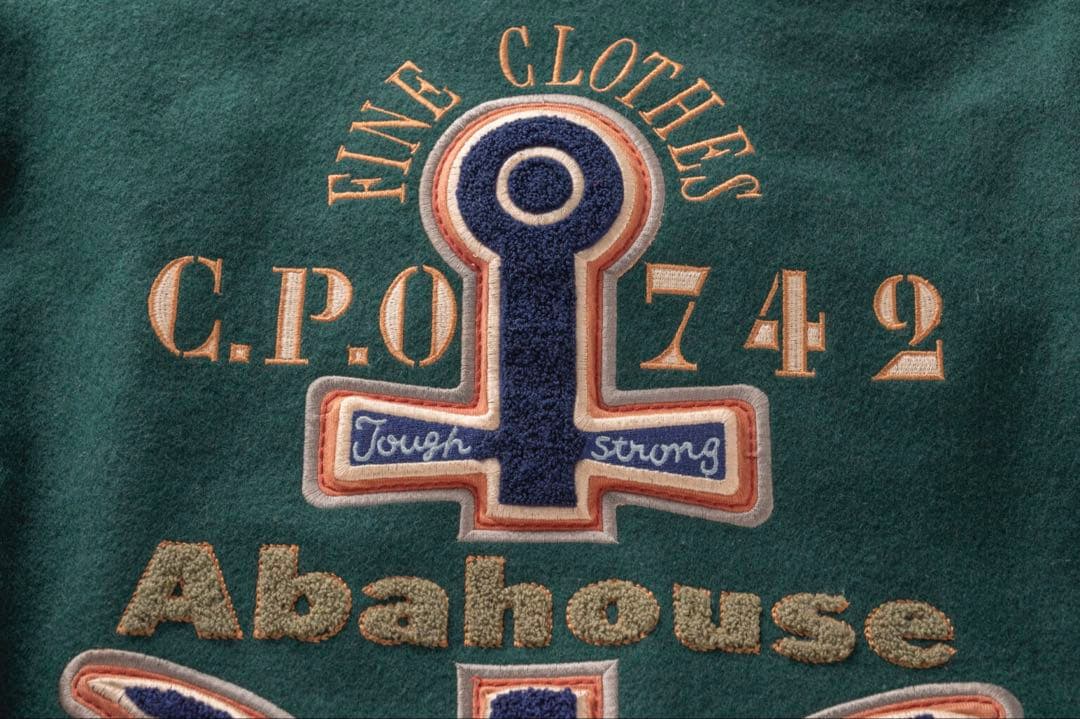 FINE CLOTHES
C.P.O 742
Tough strong
Abahouse